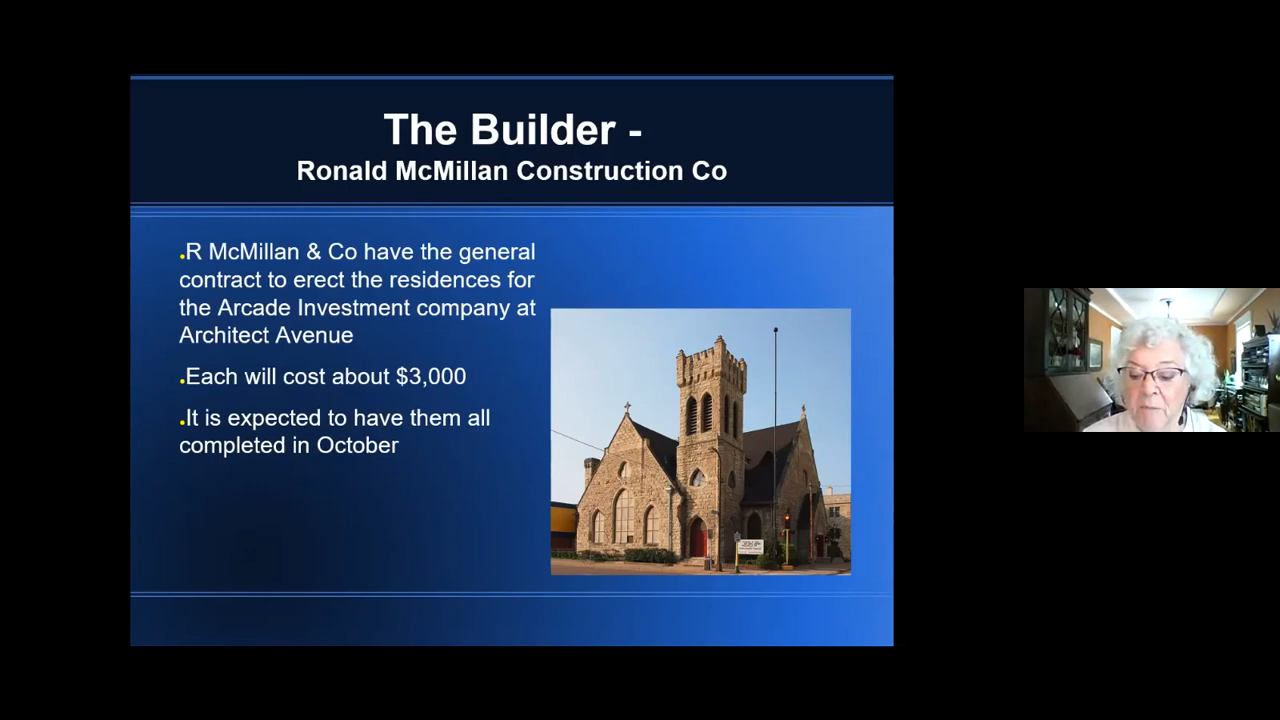 The Builder -
Ronald McMillan Construction Co
.R McMillan & Co have the general
contract to erect the residences for
the Arcade Investment company at
Architect Avenue
.Each will cost about $3,000
.It is expected to have them all
completed in October